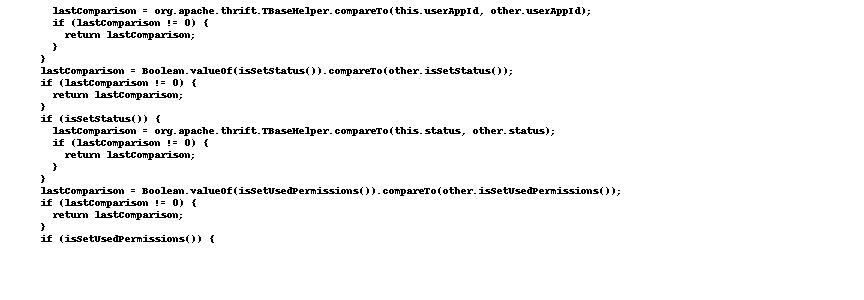 lastComparison = org.apache.thrift.TBaseHelper.compareTo(this.userAppId, other.userAppId);
      if (lastComparison != 0) {
        return lastComparison;
      }
    }
    lastComparison = Boolean.valueOf(isSetStatus()).compareTo(other.isSetStatus());
    if (lastComparison != 0) {
      return lastComparison;
    }
    if (isSetStatus()) {
      lastComparison = org.apache.thrift.TBaseHelper.compareTo(this.status, other.status);
      if (lastComparison != 0) {
        return lastComparison;
      }
    }
    lastComparison = Boolean.valueOf(isSetUsedPermissions()).compareTo(other.isSetUsedPermissions());
    if (lastComparison != 0) {
      return lastComparison;
    }
    if (isSetUsedPermissions()) {